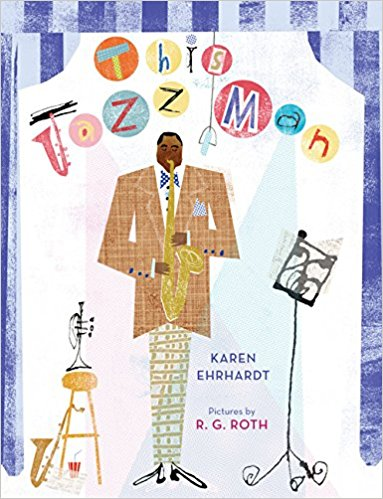 This
Jazz Man
KAREN
EHRHARDT
Pictures by
R. G. ROTH